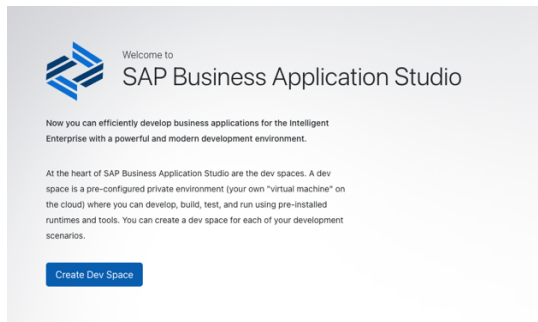 Welcome to
SAP Business Application Studio
Now you can efficiently develop business applications for the Intelligent
Enterprise with a powerful and modern development environment.
At the heart of SAP Business Application Studio are the dev spaces. A dev
space is a pre-configured private environment (your own "virtual machine" on
the cloud) where you can develop, build, test, and run using pre-installed
runtimes and tools. You can create a dev space for each of your development
scenarios.
Create Dev Space